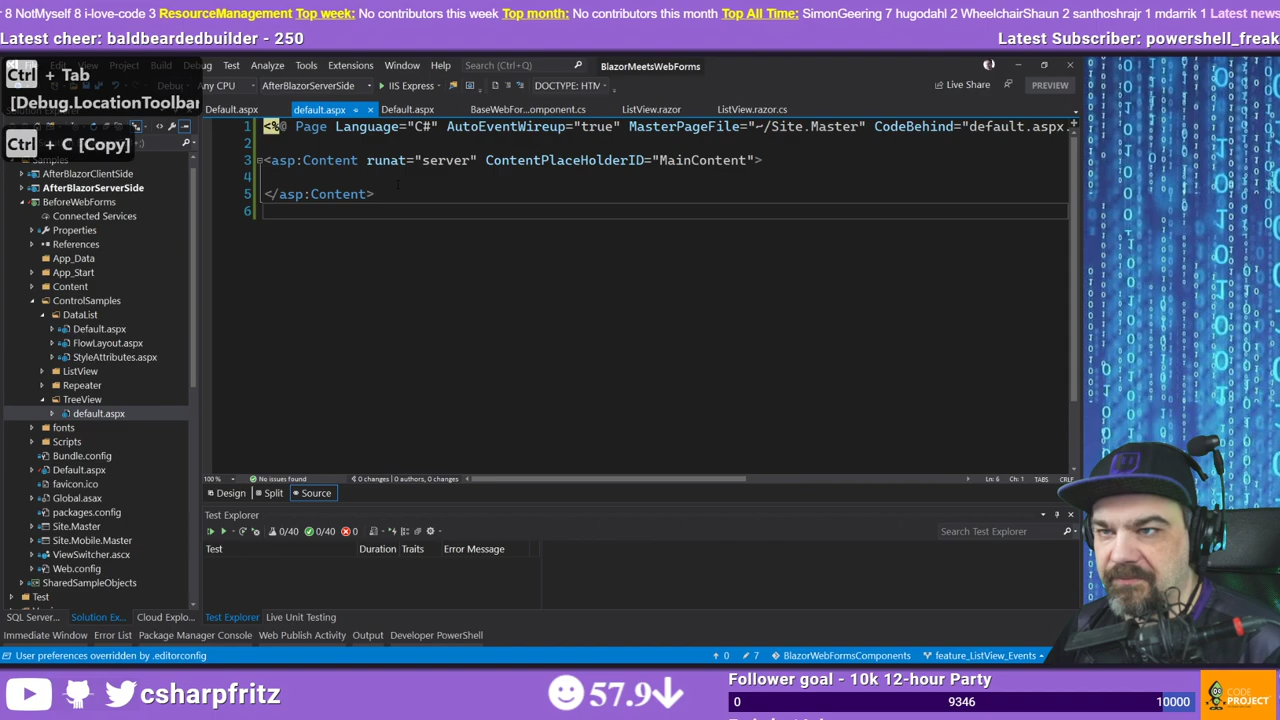 r 8 NotMyself 8 i-love-code 3 ResourceManagement Top week: No contributors this week Top month: No contributors this month Top All Time: SimonGeering 7 hugodahl 2 WheelchairShaun 2 santhoshrajr 1 mdarrik 1 Latest news
Latest cheer: baldbeardedbuilder - 250
Latest Subscriber: powershell_freak
Ctrl + Tab
[Debug.LocationToolbar
Ctrl + C [Copy]
Test Analyze Tools Extensions Window Help Search (Ctrl+Q) BlazorMeetsWebForms
Any CPU AfterBlazorServerSide IIS Express DOCTYPE: HTM Live Share PREVIEW
Default.aspx default.aspx Default.aspx BaseWebFor...omponent.cs ListView.razor ListView.razor.cs
1 <%@ Page Language="C#" AutoEventWireup="true" MasterPageFile="~/Site.Master" CodeBehind="default.aspx.
2
3 <asp:Content runat="server" ContentPlaceHolderID="MainContent">
4
5 </asp:Content>
6
Samples
AfterBlazorClientSide
AfterBlazorServerSide
BeforeWebForms
Connected Services
Properties
References
App_Data
App_Start
Content
ControlSamples
DataList
Default.aspx
FlowLayout.aspx
StyleAttributes.aspx
ListView
Repeater
TreeView
default.aspx
fonts
Scripts
Bundle.config
Default.aspx
favicon.ico
Global.asax
packages.config
Site.Master
Site.Mobile.Master
ViewSwitcher.ascx
Web.config
SharedSampleObjects
Test
100% No issues found 0 changes | 0 authors, 0 changes Ln: 6 Ch: 1 TABS CRLF
Design Split Source
Test Explorer
0/40 0/40 0 Search Test Explorer
Test Duration Traits Error Message
SQL Server... Solution Ex... Cloud Explo... Test Explorer Live Unit Testing
Immediate Window Error List Package Manager Console Web Publish Activity Output Developer PowerShell
User preferences overridden by .editorconfig 0 7 BlazorWebFormsComponents feature_ListView_Events
csharpfritz
57.9
Follower goal - 10k 12-hour Party
0 9346 10000
CODE PROJECT